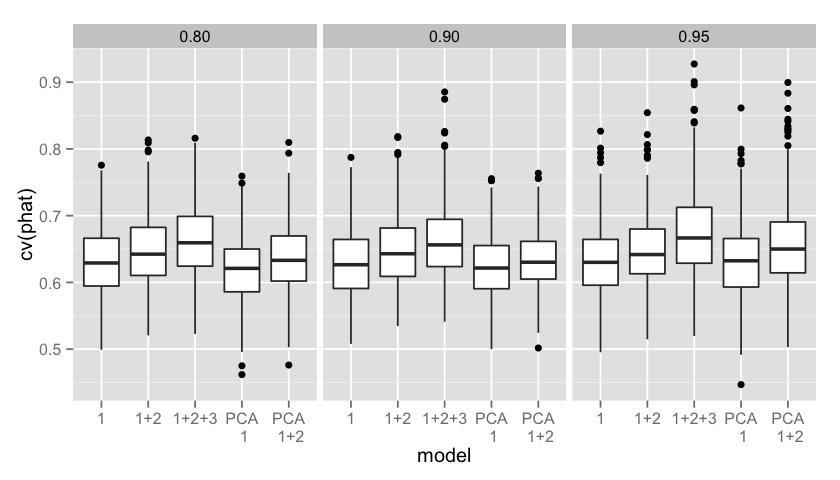 0.80 0.90 0.95
0.9
0.8
0.7
0.6
0.5
cv(phat)
1 1+2 1+2+3 PCA 1 PCA 1+2
1 1+2 1+2+3 PCA 1 PCA 1+2
1 1+2 1+2+3 PCA 1 PCA 1+2
model